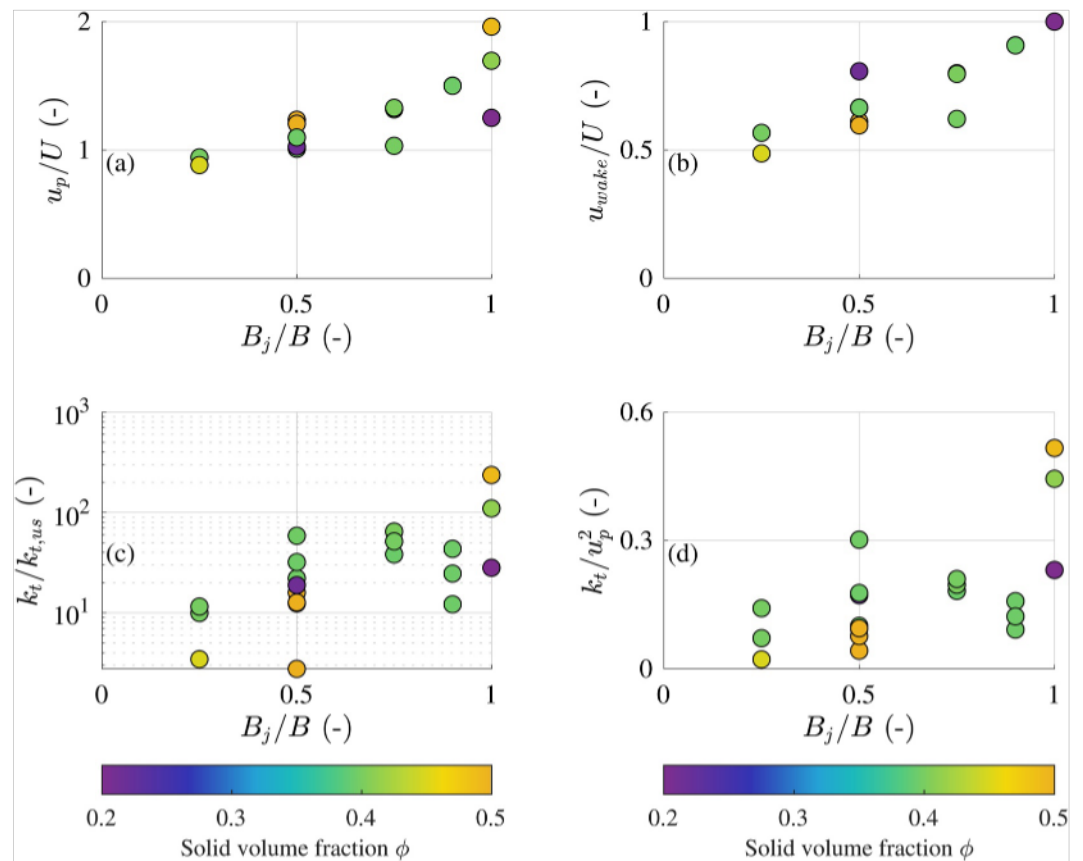 2
1
0
u_p/U (-)
(a)
0
0.5
1
B_j/B (-)
1
0.5
0
u_{wake}/U (-)
(b)
0
0.5
1
B_j/B (-)
10^3
10^2
10^1
k_t/k_{t,us} (-)
(c)
0
0.5
1
B_j/B (-)
0.6
0.3
0
k_t/u_p^2 (-)
(d)
0
0.5
1
B_j/B (-)
0.2
0.3
0.4
0.5
Solid volume fraction ϕ
0.2
0.3
0.4
0.5
Solid volume fraction ϕ